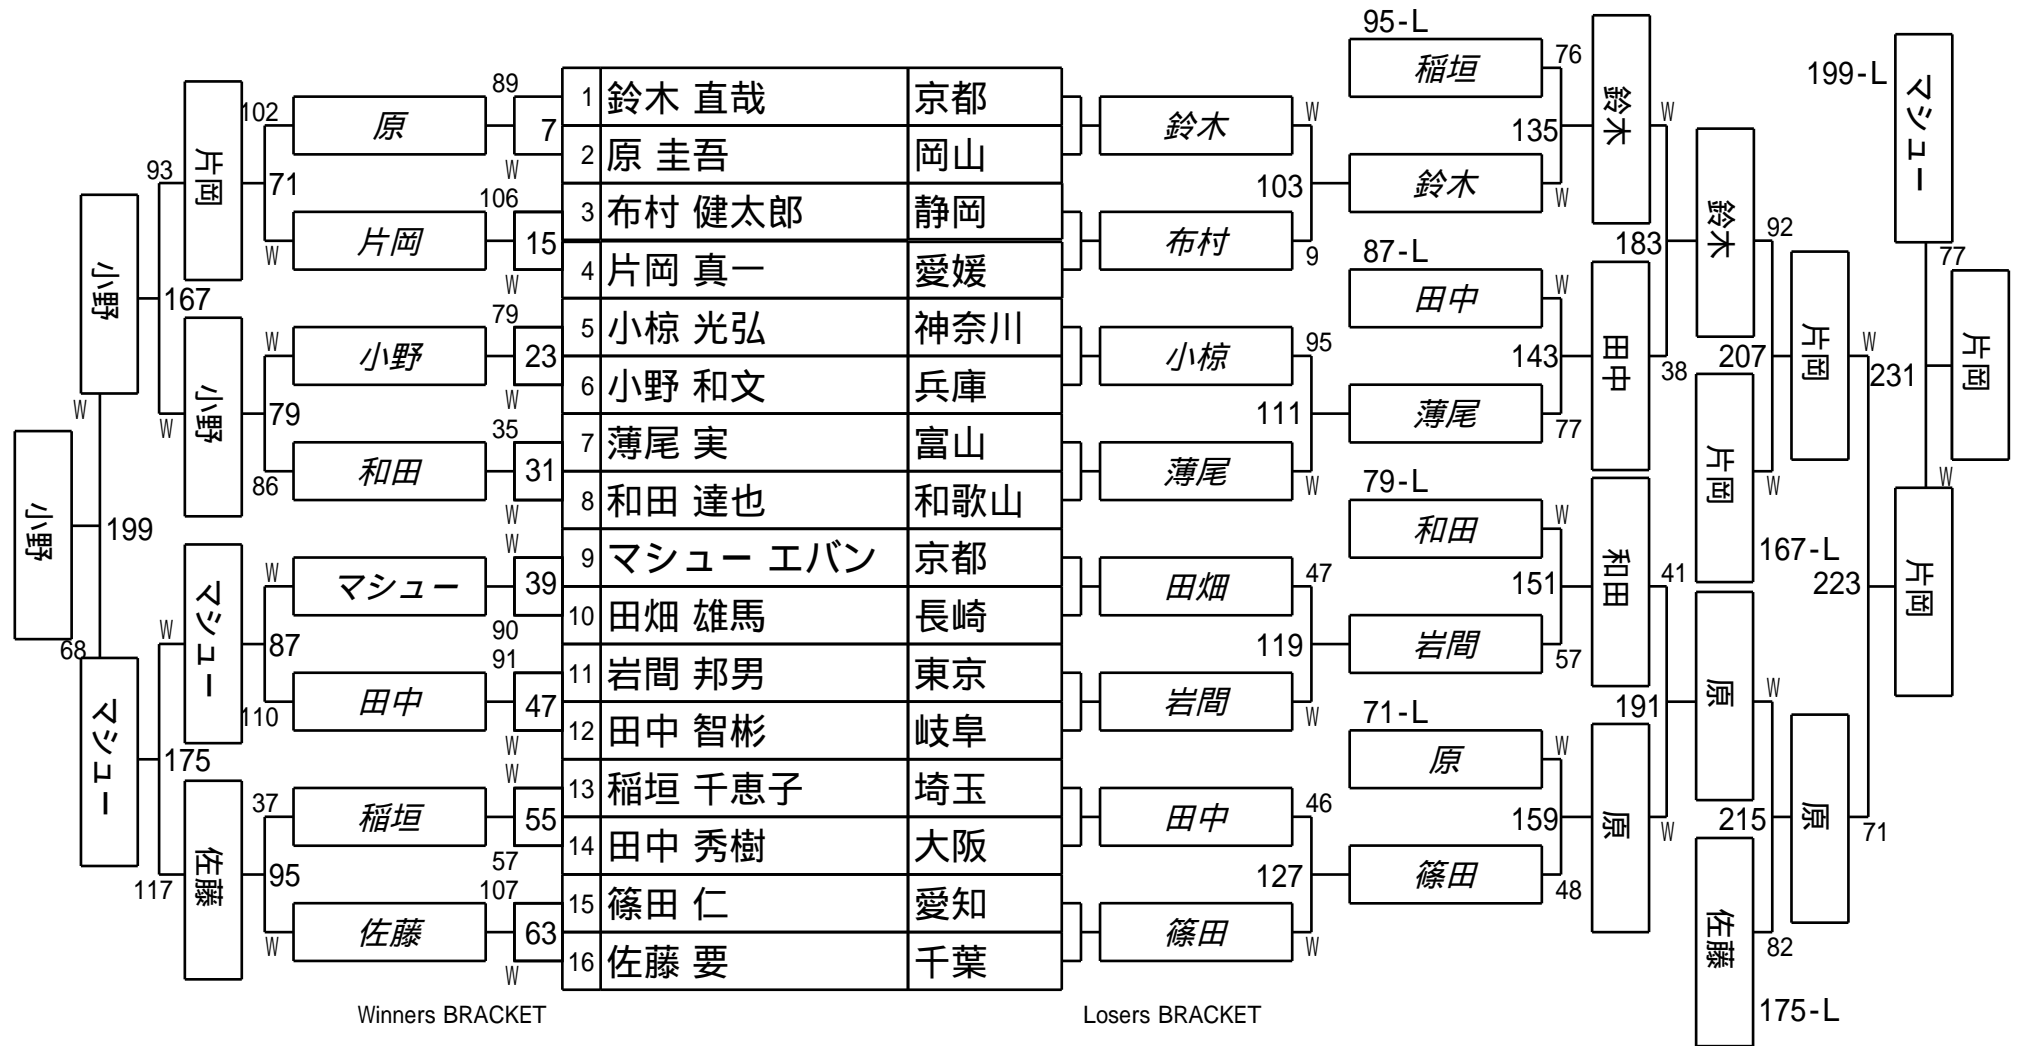 95-L
稲垣
76
鈴木
W
199-L
マシュー
89
1 鈴木 直哉 京都
102
原
7
鈴木
W
135
2 原 圭吾 岡山
W
片岡
93
71
106
3 布村 健太郎 静岡
103
鈴木
W
鈴木
92
片岡
W
15
布村
9
183
77
4 片岡 真一 愛媛
W
87-L
田中
W
小野
167
79
5 小椋 光弘 神奈川
小椋
95
片岡
W
片岡
W
小野
23
143
田中
38
207
231
6 小野 和文 兵庫
W
W
小野
79
35
7 薄尾 実 富山
111
薄尾
77
片岡
W
W
和田
86
31
薄尾
W
79-L
8 和田 達也 和歌山
W
和田
W
片岡
W
小野
199
W
9 マシュー エバン 京都
167-L
マシュー
W
39
田畑
47
151
和田
41
223
10 田畑 雄馬 長崎
90
マシュー
W
87
91
11 岩間 邦男 東京
119
岩間
57
原
W
68
田中
110
47
岩間
W
71-L
191
12 田中 智彬 岐阜
W
原
W
マシュー
175
W
13 稲垣 千恵子 埼玉
稲垣
37
55
田中
46
159
原
W
215
原
71
14 田中 秀樹 大阪
57
佐藤
117
95
107
15 篠田 仁 愛知
127
篠田
48
佐藤
82
佐藤
W
63
篠田
W
16 佐藤 要 千葉
W
175-L
Winners BRACKET
Losers BRACKET